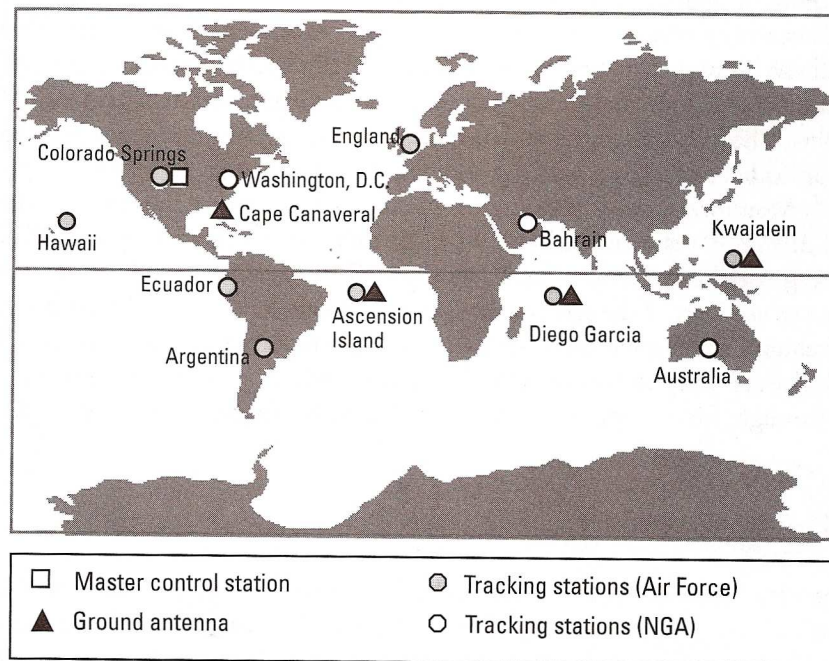 England
Colorado Springs
Washington, D.C.
Cape Canaveral
Hawaii
Bahrain
Kwajalein
Ecuador
Ascension
Island
Diego Garcia
Argentina
Australia
Master control station
Tracking stations (Air Force)
Ground antenna
Tracking stations (NGA)